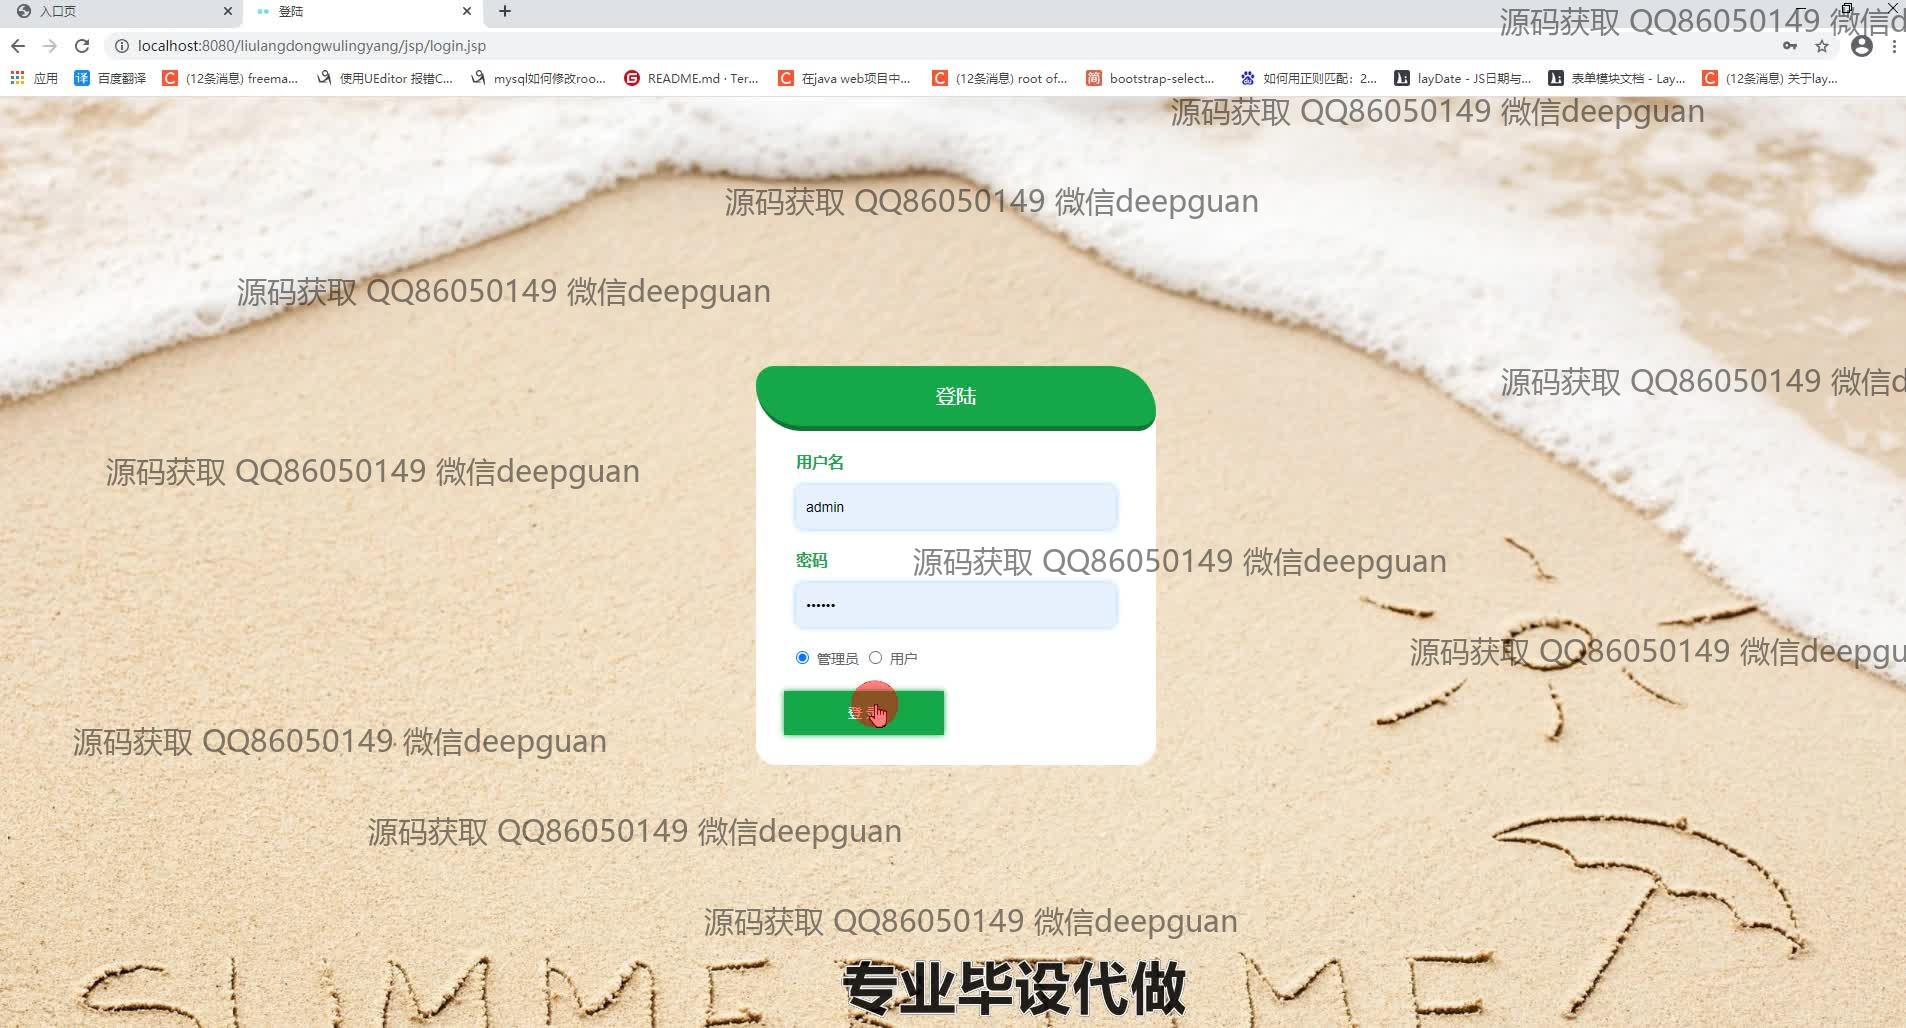 入口页
登陆
localhost:8080/liulangdongwulingyang/jsp/login.jsp
应用
百度翻译
(12条消息) freema...
使用UEditor 报错C...
mysql如何修改roo...
README.md · Ter...
在java web项目中...
(12条消息) root of...
bootstrap-select...
如何用正则匹配：2...
layDate - JS日期与...
表单模块文档 - Lay...
(12条消息) 关于lay...
源码获取 QQ86050149 微信d
源码获取 QQ86050149 微信deepguan
源码获取 QQ86050149 微信deepguan
源码获取 QQ86050149 微信deepguan
源码获取 QQ86050149 微信d
登陆
用户名
源码获取 QQ86050149 微信deepguan
admin
密码
源码获取 QQ86050149 微信deepguan
••••••
管理员 用户
源码获取 QQ86050149 微信deepgu
登
源码获取 QQ86050149 微信deepguan
源码获取 QQ86050149 微信deepguan
源码获取 QQ86050149 微信deepguan
SUMMER TIME
专业毕设代做